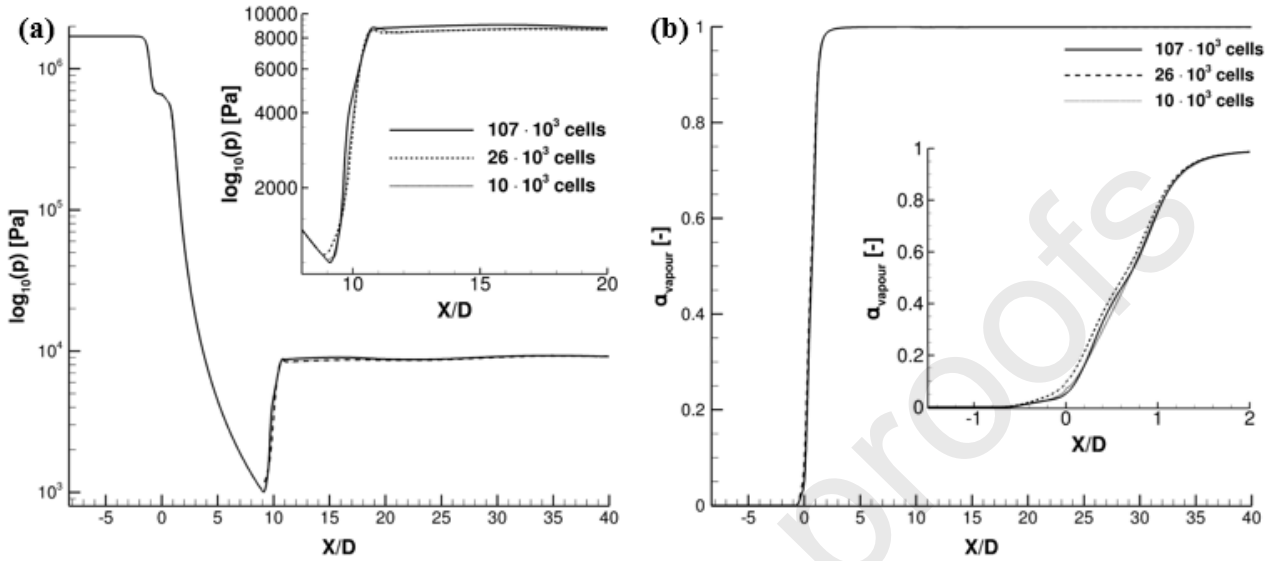 (a)
log₁₀(p) [Pa]
10⁶
10⁵
10⁴
10³
-5 0 5 10 15 20 25 30 35 40
X/D
log₁₀(p) [Pa]
10000
8000
6000
4000
2000
107 · 10³ cells
26 · 10³ cells
10 · 10³ cells
10 15 20
X/D
(b)
α_vapour [-]
1
0.8
0.6
0.4
0.2
0
-5 0 5 10 15 20 25 30 35 40
X/D
107 · 10³ cells
26 · 10³ cells
10 · 10³ cells
α_vapour [-]
1
0.8
0.6
0.4
0.2
0
-1 0 1 2
X/D
proofs